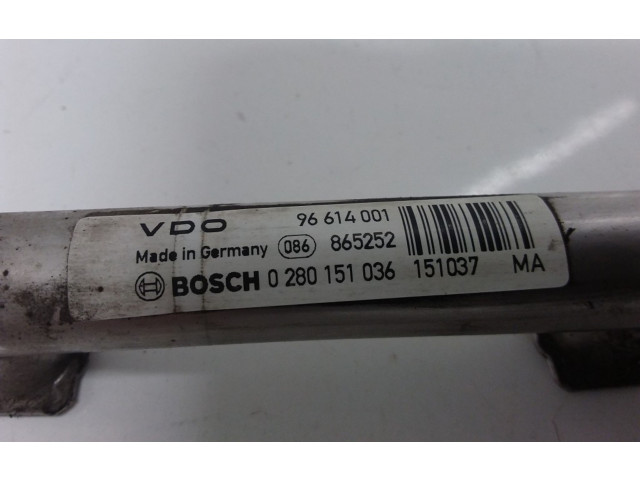 VDO 96 614 001
Made in Germany 086 865252
BOSCH 0 280 151 036 151037 MA